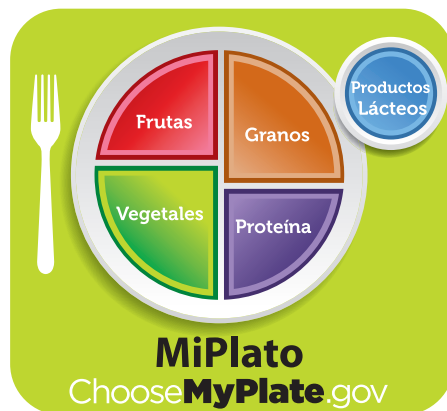 Frutas
Granos
Productos
Lácteos
Vegetales
Proteína
MiPlato
ChooseMyPlate.gov